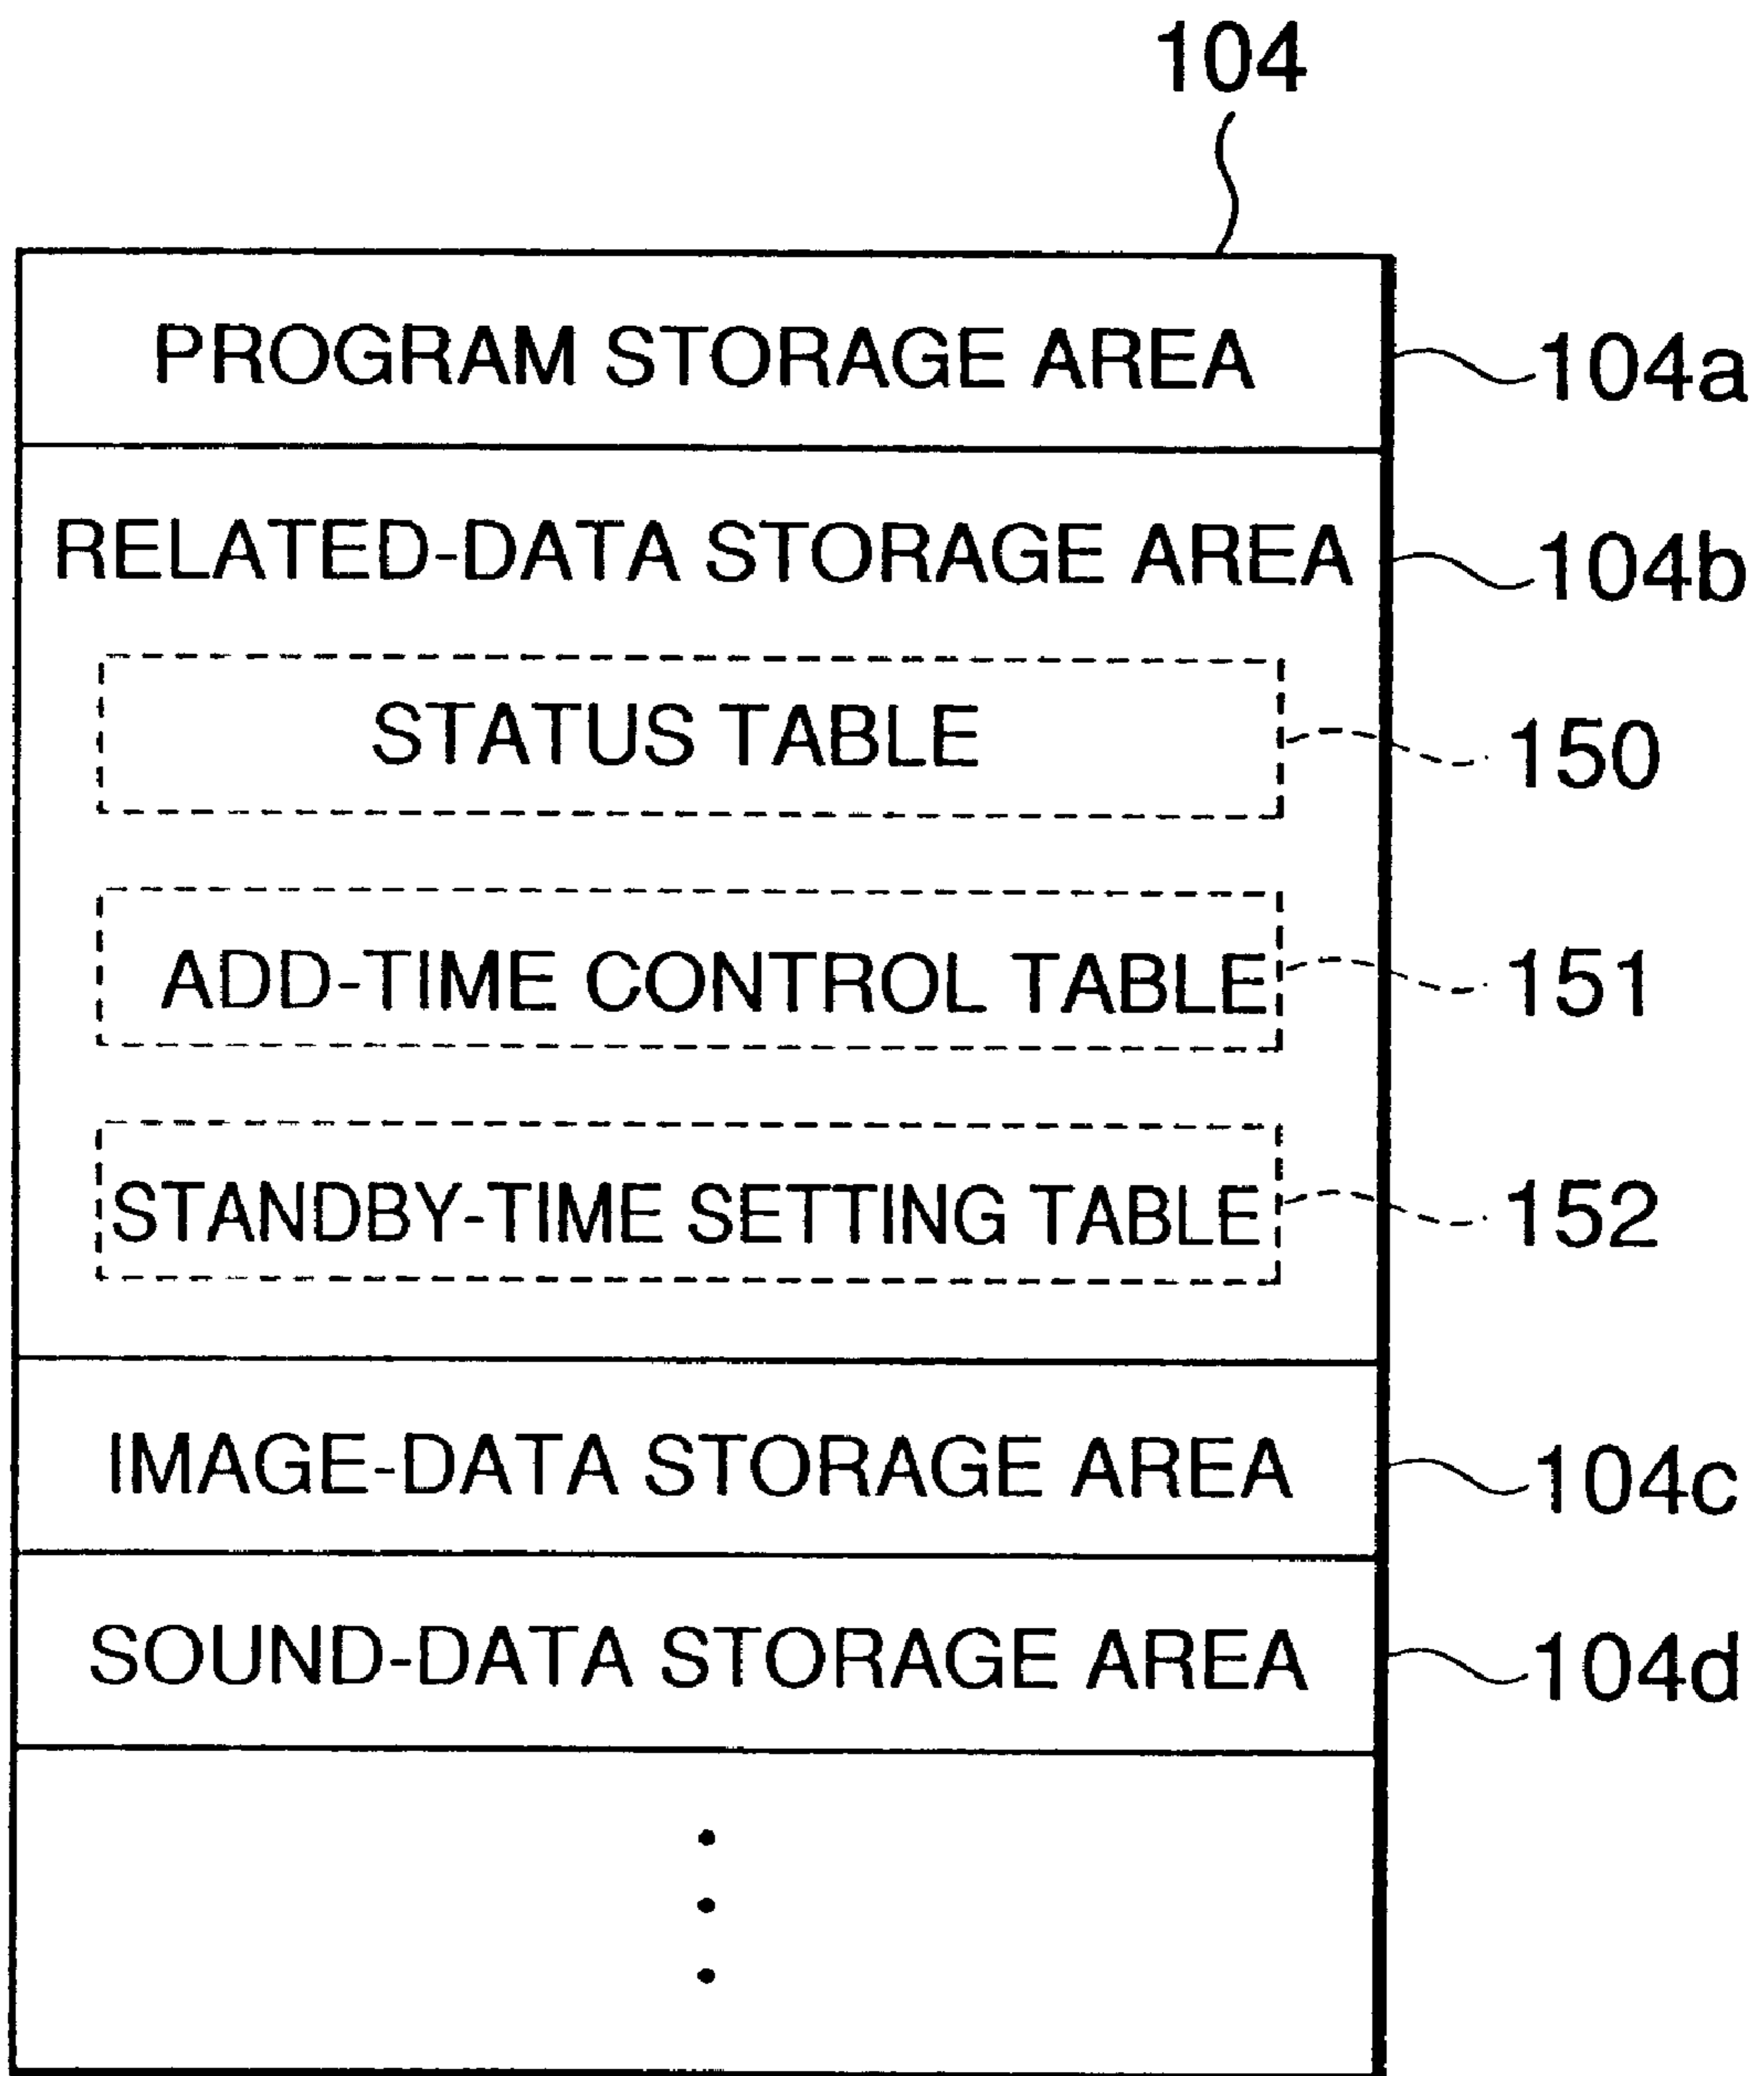 104
PROGRAM STORAGE AREA 104a
RELATED-DATA STORAGE AREA 104b
STATUS TABLE 150
ADD-TIME CONTROL TABLE 151
STANDBY-TIME SETTING TABLE 152
IMAGE-DATA STORAGE AREA 104c
SOUND-DATA STORAGE AREA 104d